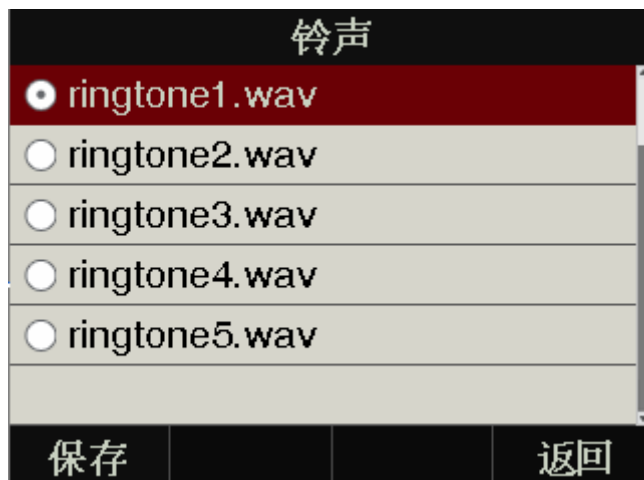 铃声
ringtone1.wav
ringtone2.wav
ringtone3.wav
ringtone4.wav
ringtone5.wav
保存 返回